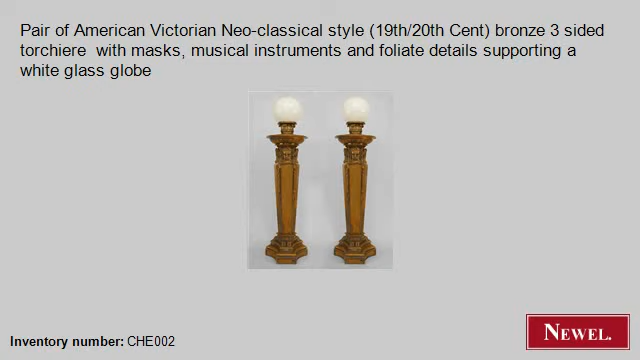 Pair of American Victorian Neo-classical style (19th/20th Cent) bronze 3 sided
torchiere with masks, musical instruments and foliate details supporting a
white glass globe
Inventory number: CHE002
NEWEL.